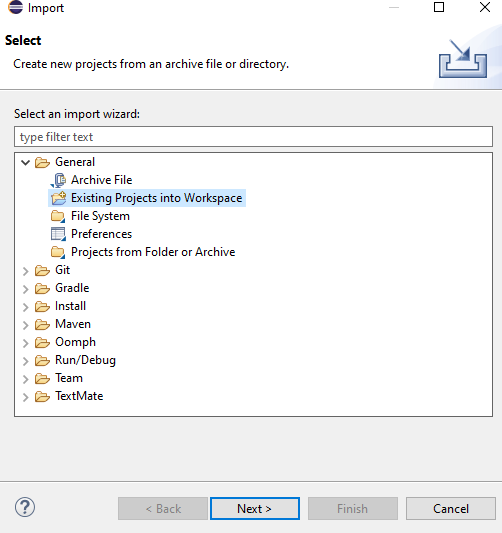 Import
Select
Create new projects from an archive file or directory.
Select an import wizard:
type filter text
General
Archive File
Existing Projects into Workspace
File System
Preferences
Projects from Folder or Archive
Git
Gradle
Install
Maven
Oomph
Run/Debug
Team
TextMate
? < Back Next > Finish Cancel